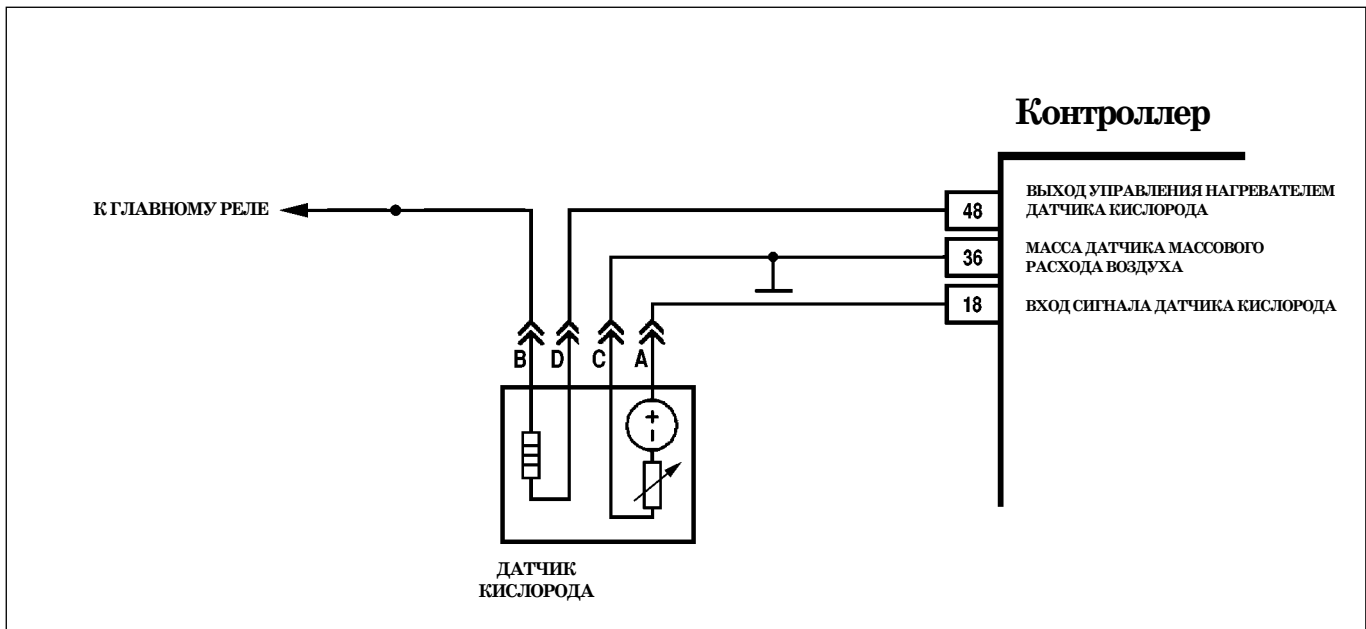 Контроллер
К ГЛАВНОМУ РЕЛЕ
48
ВЫХОД УПРАВЛЕНИЯ НАГРЕВАТЕЛЕМ
ДАТЧИКА КИСЛОРОДА
36
МАССА ДАТЧИКА МАССОВОГО
РАСХОДА ВОЗДУХА
18
ВХОД СИГНАЛА ДАТЧИКА КИСЛОРОДА
B D C A
+
-
ДАТЧИК
КИСЛОРОДА